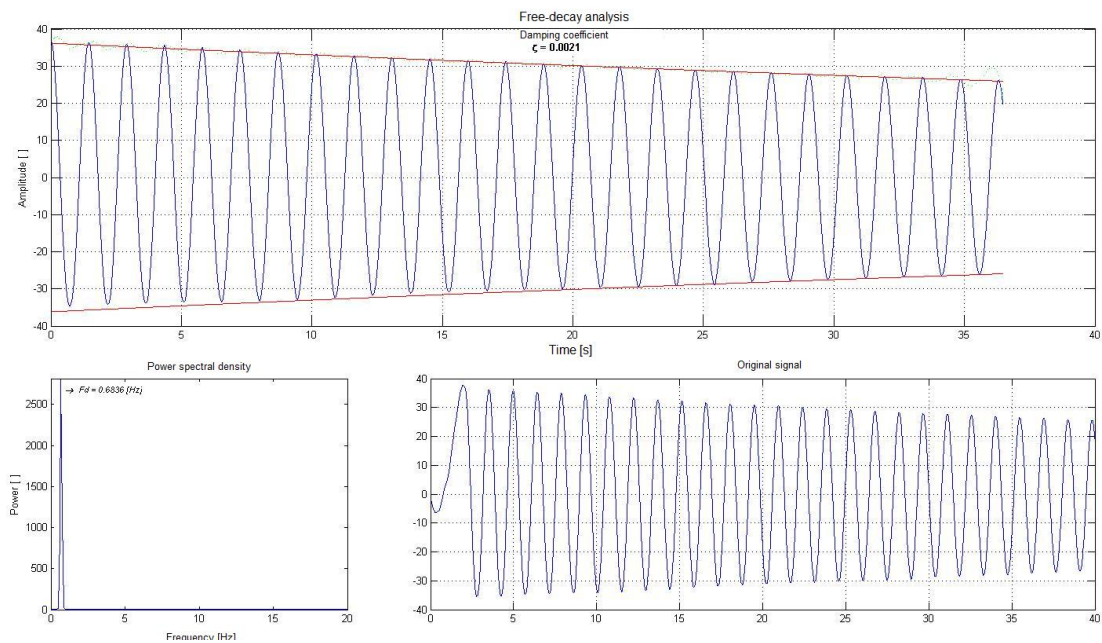 Free-decay analysis
Damping coefficient
ζ = 0.0021
40
30
20
10
0
-10
-20
-30
-40
Amplitude [ ]
0 5 10 15 20 25 30 35 40
Time [s]
Power spectral density
→ Fd = 0.6836 [Hz]
2500
2000
1500
1000
500
0
Power [ ]
0 5 10 15 20
Frequency [Hz]
Original signal
40
30
20
10
0
-10
-20
-30
-40
0 5 10 15 20 25 30 35 40